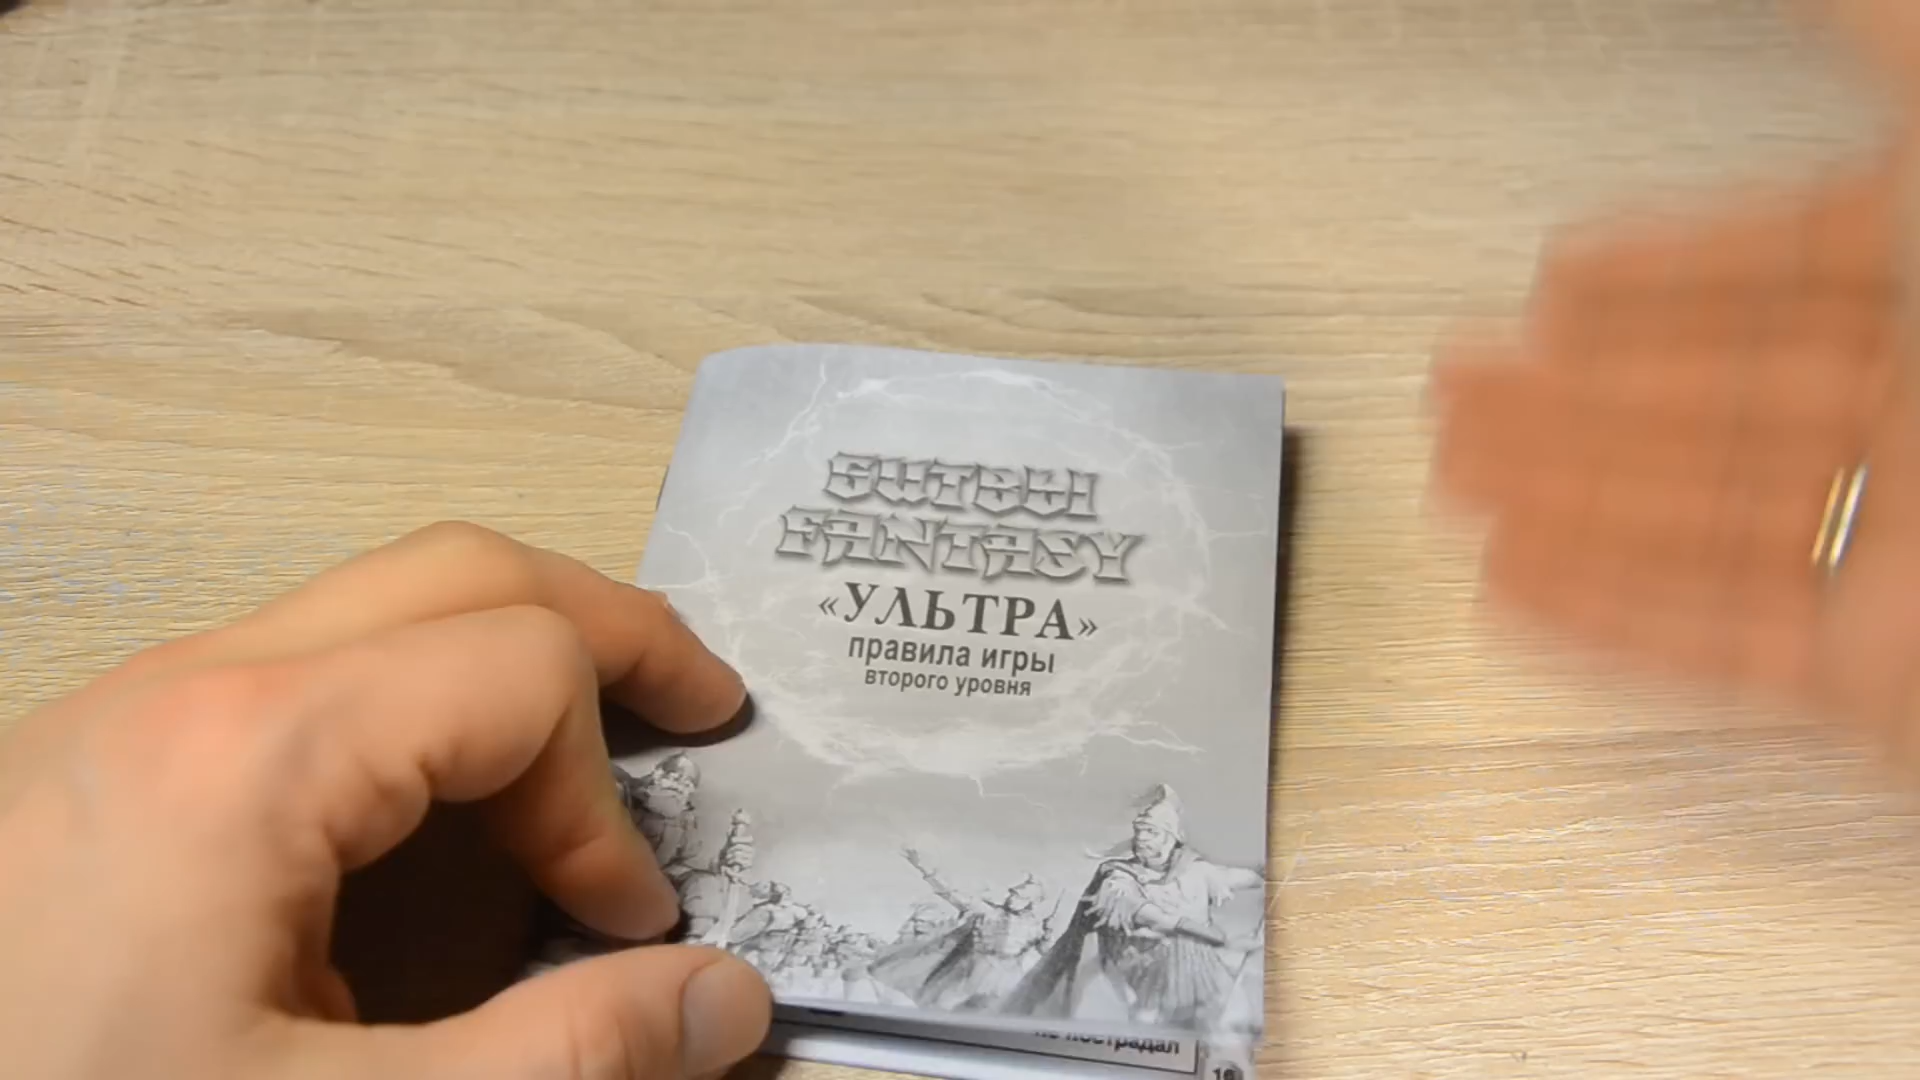 БИТВЫ
FANTASY
«УЛЬТРА»
правила игры
второго уровня
не пострадал